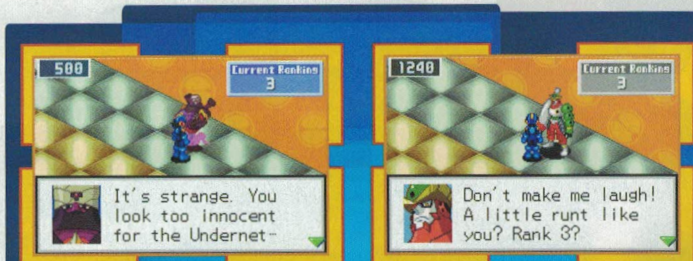 500
Current Ranking
3
It's strange. You
look too innocent
for the Undernet-
1240
Current Ranking
3
Don't make me laugh!
A little runt like
you? Rank 3?